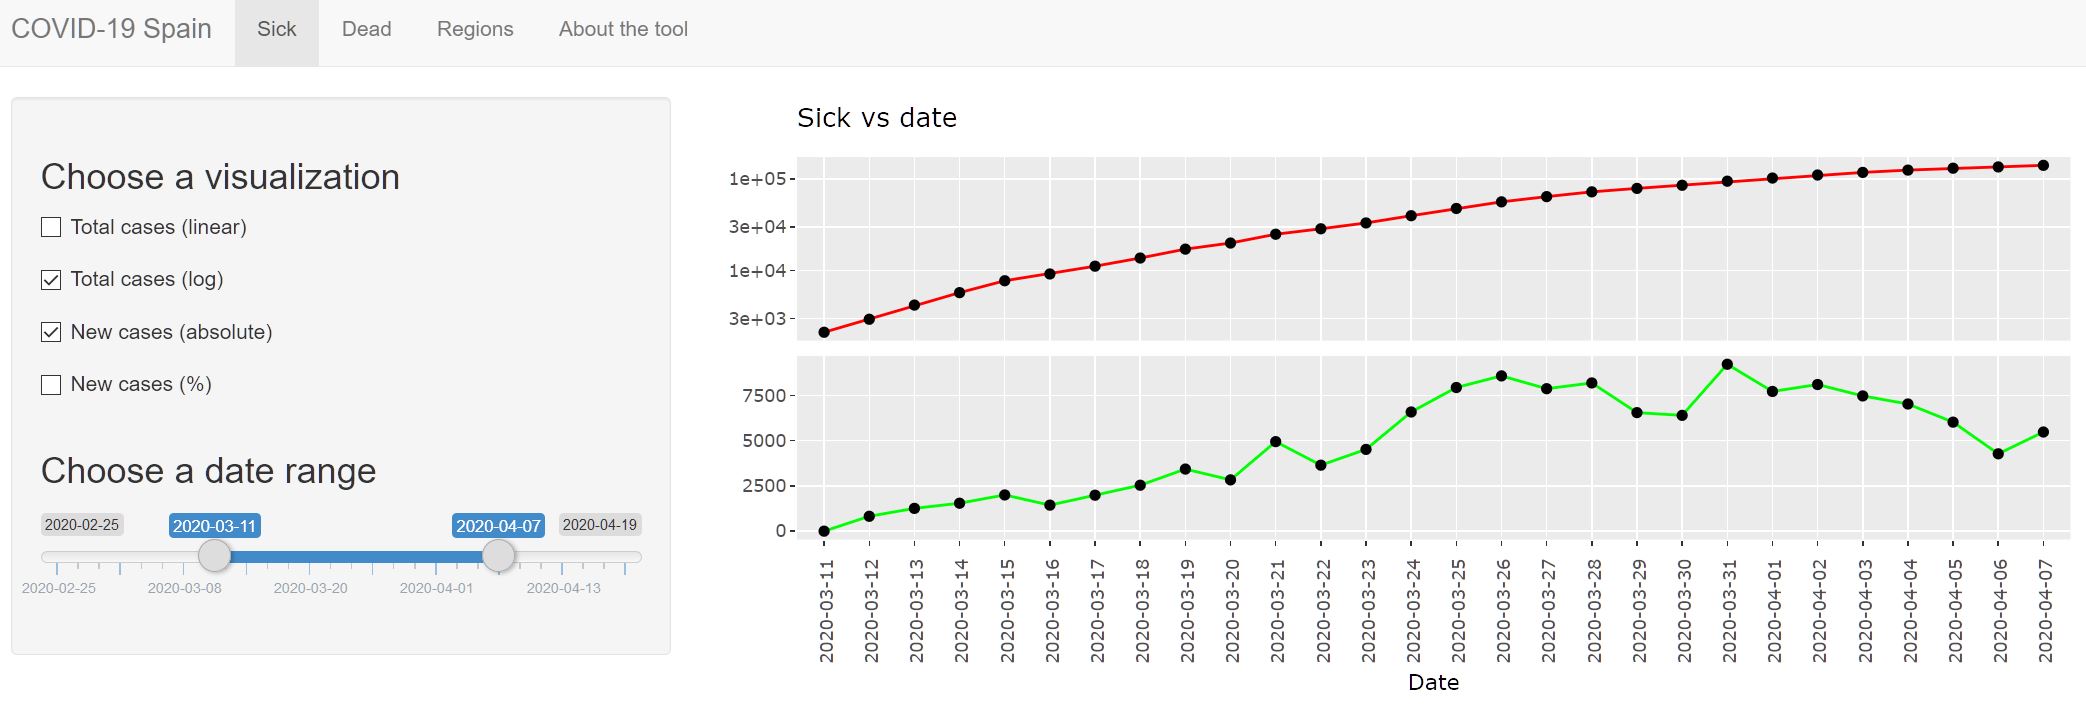 COVID-19 Spain Sick Dead Regions About the tool
Choose a visualization
Total cases (linear)
Total cases (log)
New cases (absolute)
New cases (%)
Choose a date range
2020-02-25 2020-03-11 2020-04-07 2020-04-19
2020-02-25 2020-03-08 2020-03-20 2020-04-01 2020-04-13
Sick vs date
1e+05
3e+04
1e+04
3e+03
7500
5000
2500
0
2020-03-11
2020-03-12
2020-03-13
2020-03-14
2020-03-15
2020-03-16
2020-03-17
2020-03-18
2020-03-19
2020-03-20
2020-03-21
2020-03-22
2020-03-23
2020-03-24
2020-03-25
2020-03-26
2020-03-27
2020-03-28
2020-03-29
2020-03-30
2020-03-31
2020-04-01
2020-04-02
2020-04-03
2020-04-04
2020-04-05
2020-04-06
2020-04-07
Date